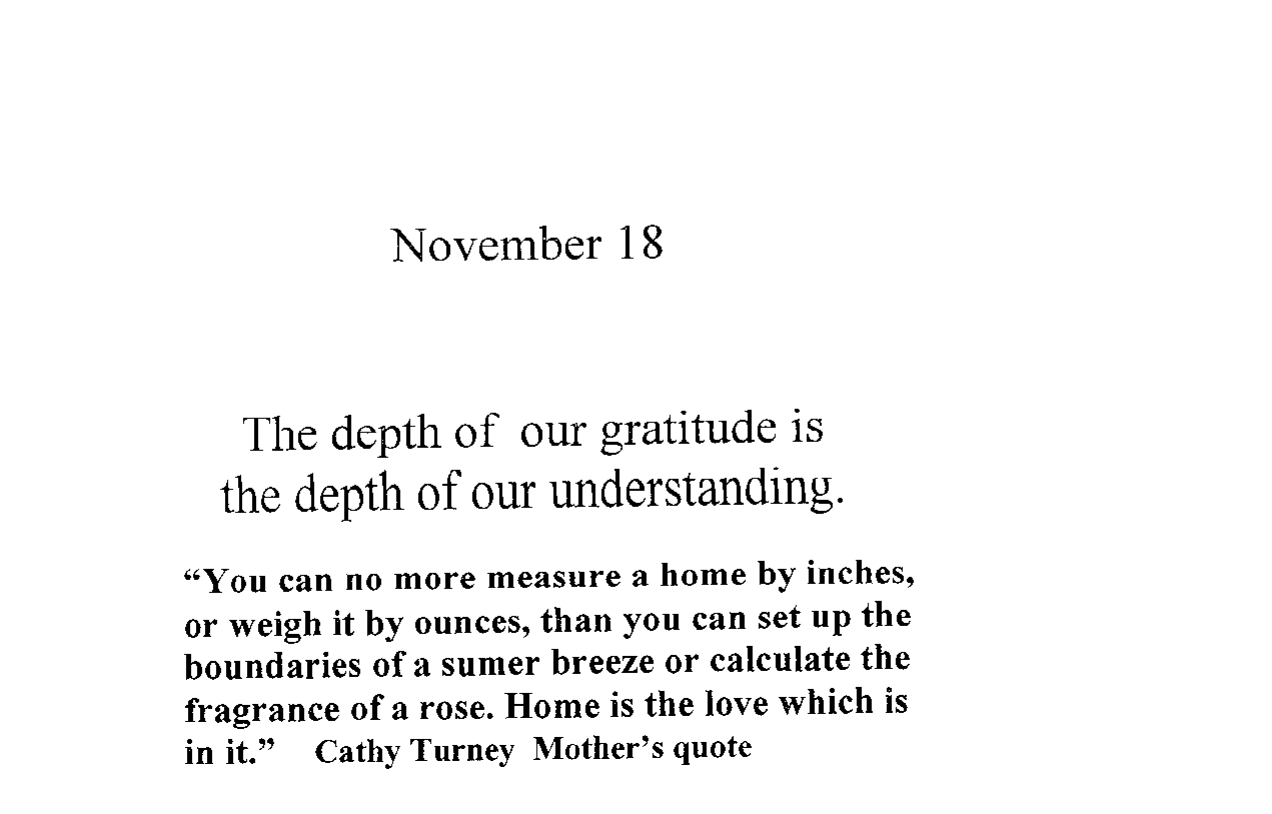 November 18
The depth of our gratitude is
the depth of our understanding.
“You can no more measure a home by inches,
or weigh it by ounces, than you can set up the
boundaries of a sumer breeze or calculate the
fragrance of a rose. Home is the love which is
in it.” Cathy Turney Mother’s quote